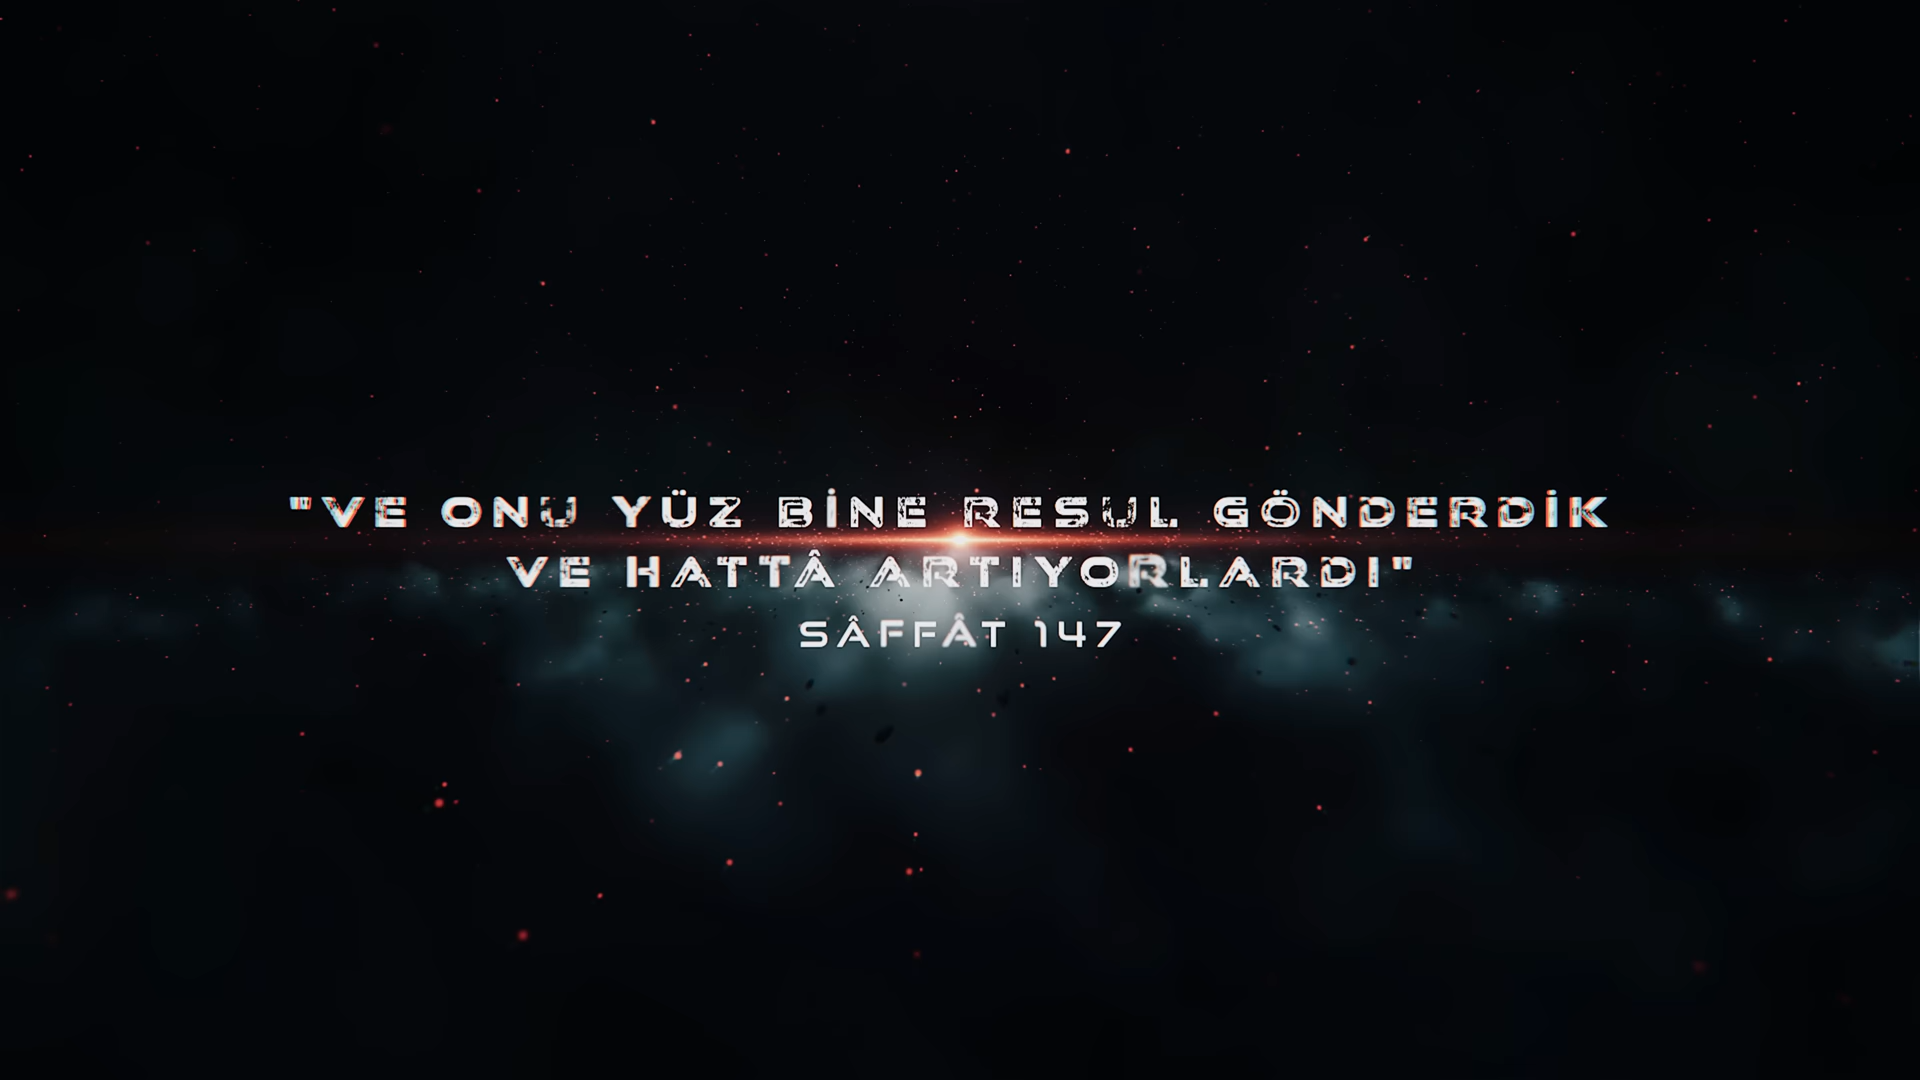 "VE ONU YÜZ BİNE RESUL GÖNDERDİK
VE HATTÂ ARTIYORLARDI"
SÂFFÂT 147